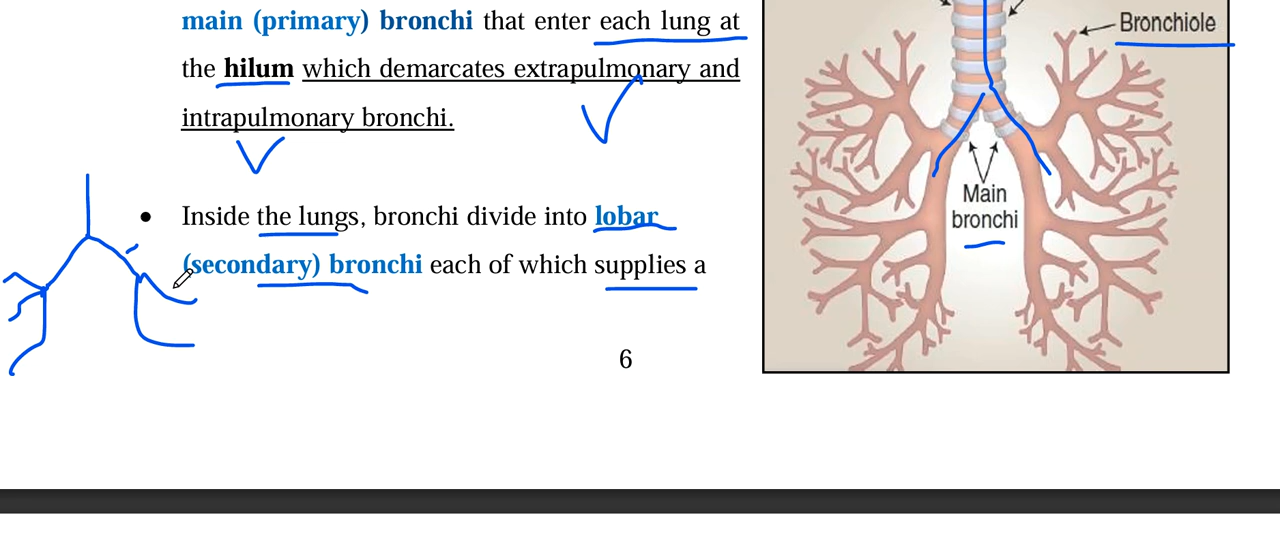 main (primary) bronchi that enter each lung at
the hilum which demarcates extrapulmonary and
intrapulmonary bronchi.
• Inside the lungs, bronchi divide into lobar
(secondary) bronchi each of which supplies a
6
Bronchiole
Main
bronchi